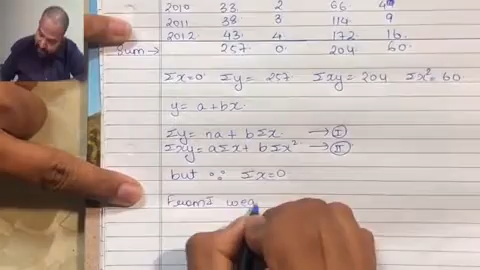 2010 33 2 66 4
2011 38 3 114 9
2012 43 4 172 16
Sum → 257 0 204 60
Σx=0 Σy = 257 Σxy = 204 Σx² = 60
y = a+bx
Σy = na + bΣx → I
Σxy = aΣx + bΣx² → II
but ∵ Σx=0
From I we